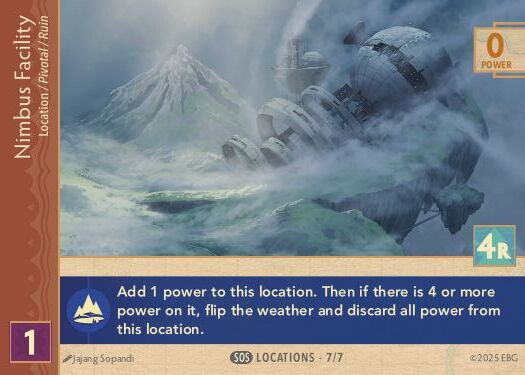 Nimbus Facility
Location / Pivotal / Ruin
0
POWER
4R
Add 1 power to this location. Then if there is 4 or more
power on it, flip the weather and discard all power from
this location.
1
Jajang Sopandi
SOS LOCATIONS - 7/7
©2025 EBG